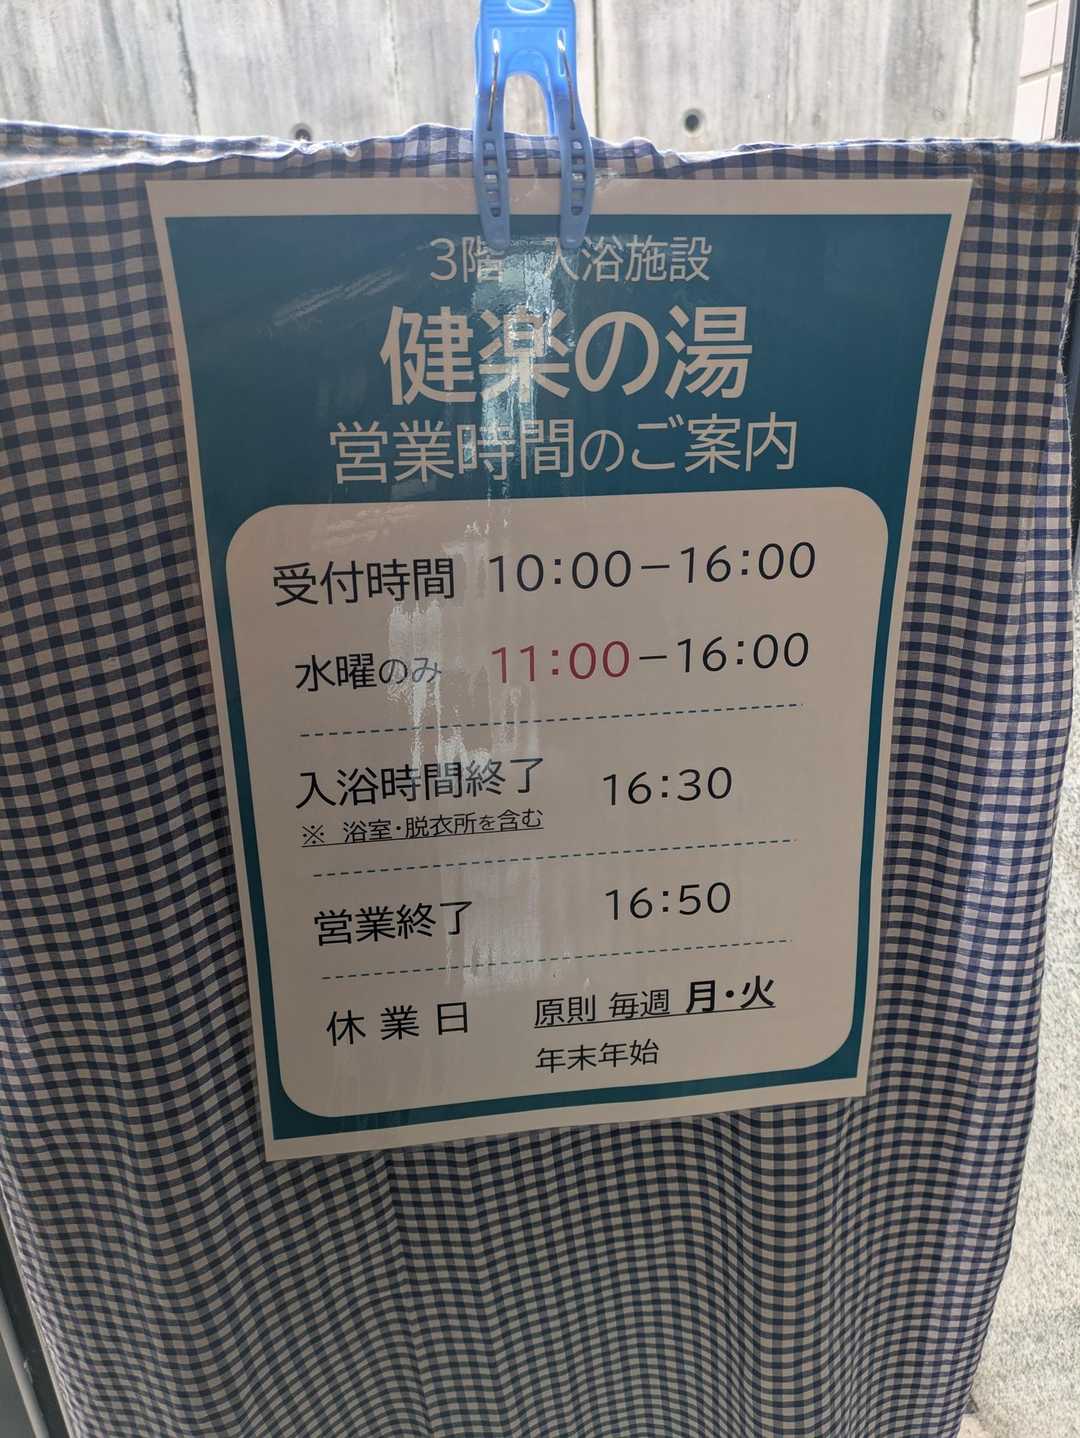 3階 入浴施設
健楽の湯
営業時間のご案内
受付時間 10:00－16:00
水曜のみ 11:00－16:00
入浴時間終了 16:30
※ 浴室・脱衣所を含む
営業終了 16:50
休業日 原則 毎週 月・火
年末年始